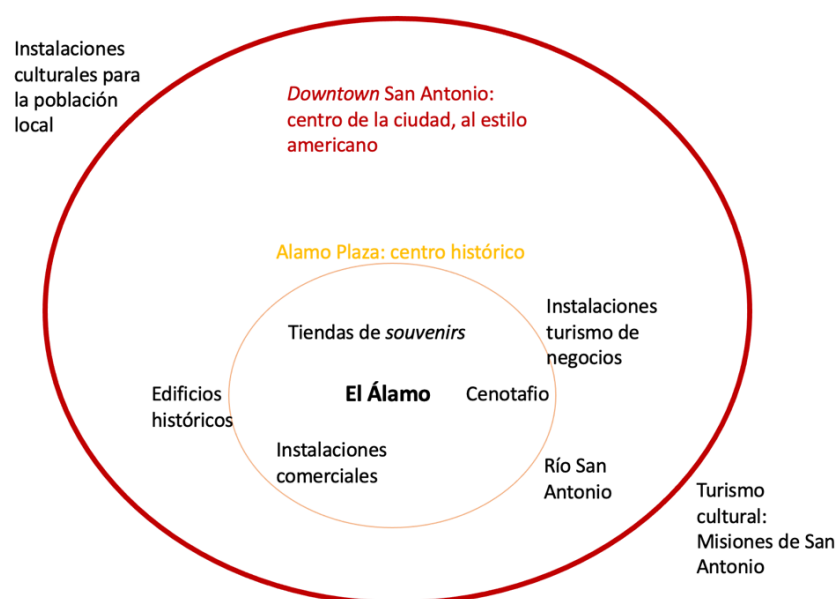 Instalaciones
culturales para
la población
local
Downtown San Antonio:
centro de la ciudad, al estilo
americano
Alamo Plaza: centro histórico
Tiendas de souvenirs
Instalaciones
turismo de
negocios
Edificios
históricos
El Álamo
Cenotafio
Instalaciones
comerciales
Río San
Antonio
Turismo
cultural:
Misiones de San
Antonio